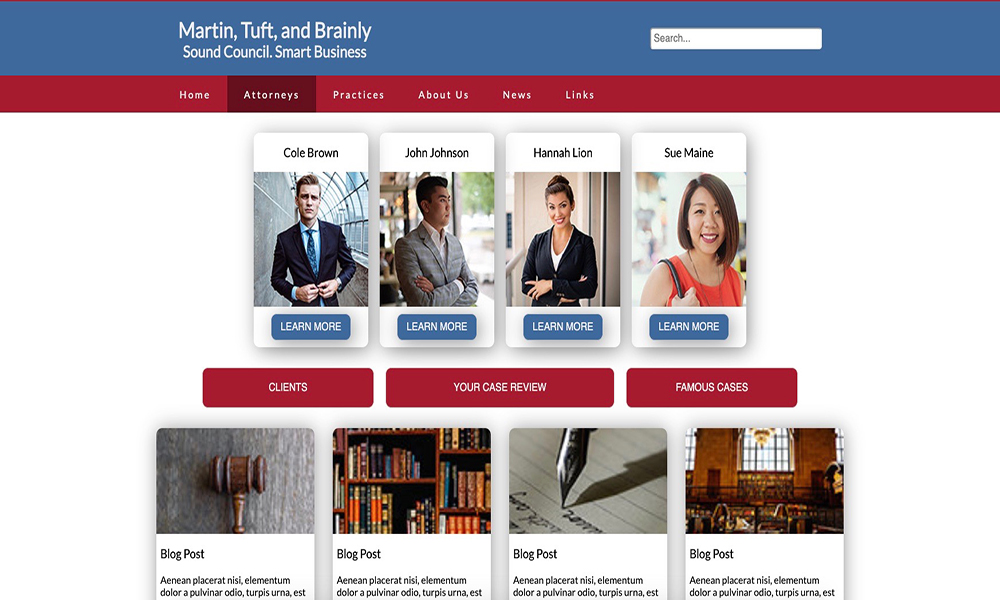 Martin, Tuft, and Brainly
Sound Council. Smart Business
Search...
Home Attorneys Practices About Us News Links
Cole Brown John Johnson Hannah Lion Sue Maine
LEARN MORE LEARN MORE LEARN MORE LEARN MORE
CLIENTS YOUR CASE REVIEW FAMOUS CASES
Blog Post Blog Post Blog Post Blog Post
Aenean placerat nisi, elementum Aenean placerat nisi, elementum Aenean placerat nisi, elementum Aenean placerat nisi, elementum
dolor a pulvinar odio, turpis urna, est dolor a pulvinar odio, turpis urna, est dolor a pulvinar odio, turpis urna, est dolor a pulvinar odio, turpis urna, est